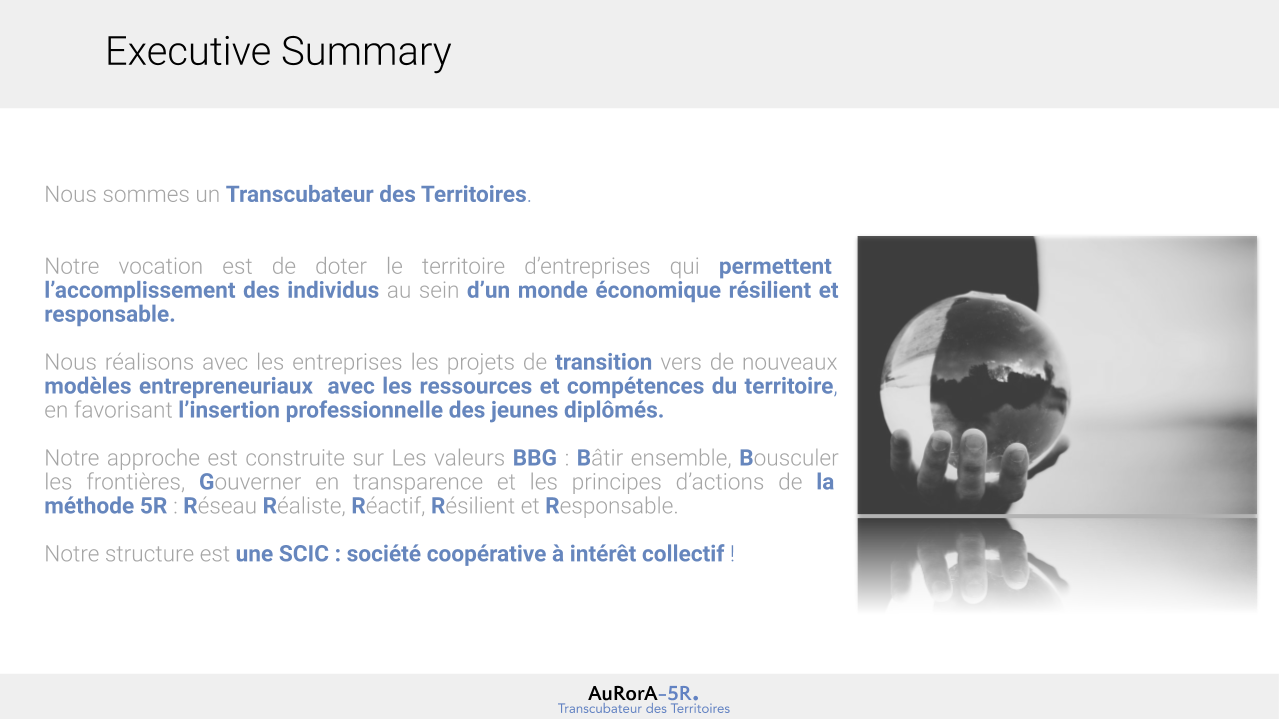 Executive Summary
Nous sommes un Transcubateur des Territoires.
Notre vocation est de doter le territoire d’entreprises qui permettent
l’accomplissement des individus au sein d’un monde économique résilient et
responsable.
Nous réalisons avec les entreprises les projets de transition vers de nouveaux
modèles entrepreneuriaux avec les ressources et compétences du territoire,
en favorisant l’insertion professionnelle des jeunes diplômés.
Notre approche est construite sur Les valeurs BBG : Bâtir ensemble, Bousculer
les frontières, Gouverner en transparence et les principes d’actions de la
méthode 5R : Réseau Réaliste, Réactif, Résilient et Responsable.
Notre structure est une SCIC : société coopérative à intérêt collectif !
AuRorA-5R.
Transcubateur des Territoires